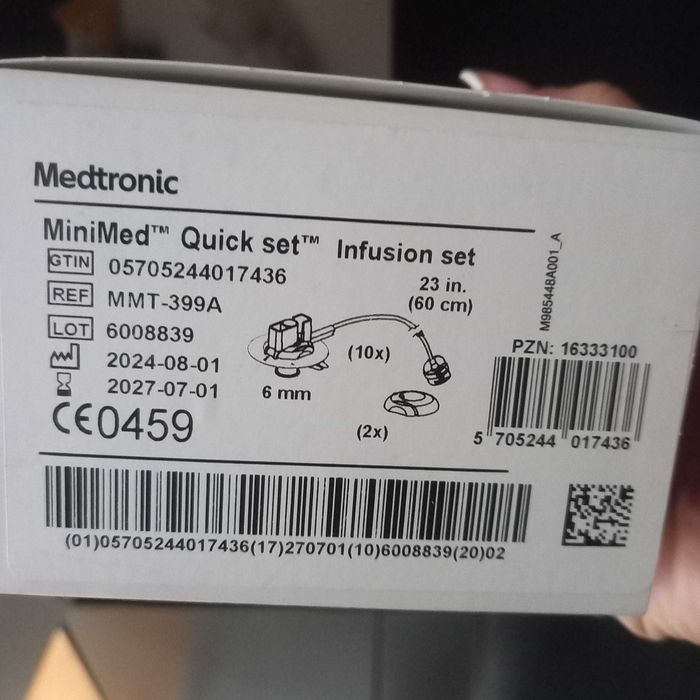 Medtronic
MiniMed™ Quick set™ Infusion set
GTIN 05705244017436
REF MMT-399A
LOT 6008839
2024-08-01
2027-07-01
CE0459
23 in.
(60 cm)
(10x)
6 mm
(2x)
M985448A001_A
PZN: 16333100
5 705244 017436
(01)05705244017436(17)270701(10)6008839(20)02